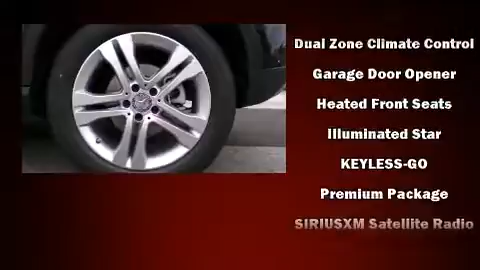 Dual Zone Climate Control
Garage Door Opener
Heated Front Seats
Illuminated Star
KEYLESS-GO
Premium Package
SIRIUSXM Satellite Radio